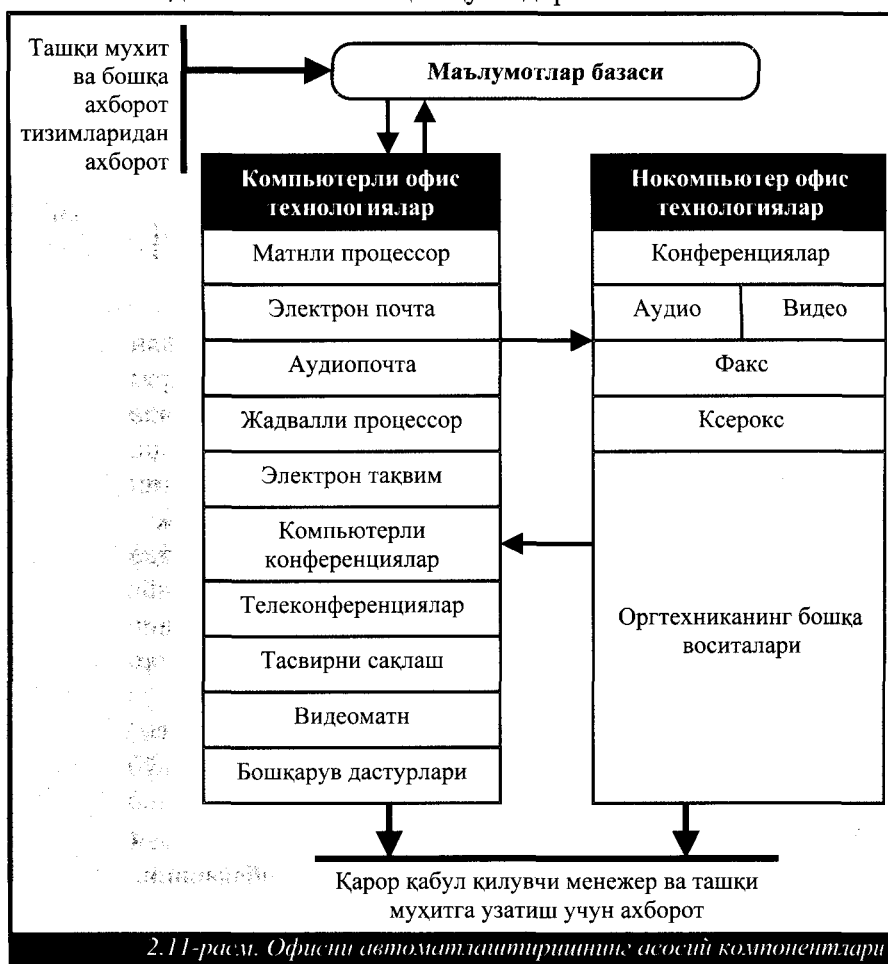 Ташқи мухит
ва бошқа
ахборот
тизимларидан
ахборот
Маълумотлар базаси
Компьютерли офис
технологиялар
Матнли процессор
Электрон почта
Аудиопочта
Жадвалли процессор
Электрон тақвим
Компьютерли
конференциялар
Телеконференциялар
Тасвирни сақлаш
Видеоматн
Бошқарув дастурлари
Нокомпьютер офис
технологиялар
Конференциялар
Аудио
Видео
Факс
Ксерокс
Оргтехниканинг бошқа
воситалари
Қарор қабул қилувчи менежер ва ташқи
муҳитга узатиш учун ахборот
2.11-расм. Офисни автоматлаштиришнинг асосий компонентлари